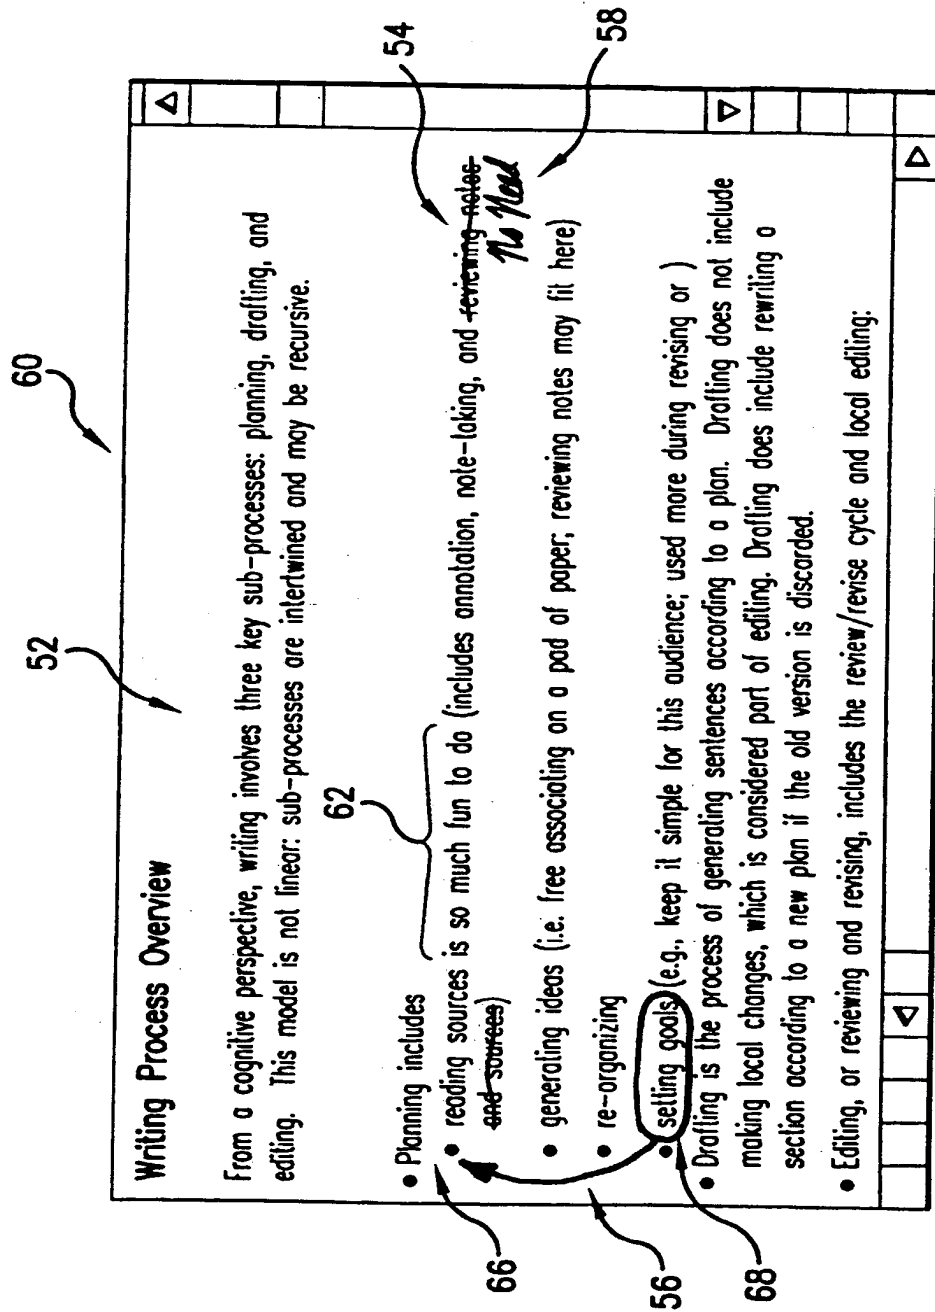 60
52
Writing Process Overview
From a cognitive perspective, writing involves three key sub-processes: planning, drafting, and
editing. This model is not linear: sub-processes are intertwined and may be recursive.
62
54
58
66
• Planning includes
• reading sources is so much fun to do (includes annotation, note-taking, and reviewing notes
and sources)
No Need
• generating ideas (i.e. free associating on a pad of paper; reviewing notes may fit here)
• re-organizing
56
• setting goals (e.g., keep it simple for this audience; used more during revising or )
68
• Drafting is the process of generating sentences according to a plan. Drafting does not include
making local changes, which is considered part of editing. Drafting does include rewriting a
section according to a new plan if the old version is discarded.
• Editing, or reviewing and revising, includes the review/revise cycle and local editing: